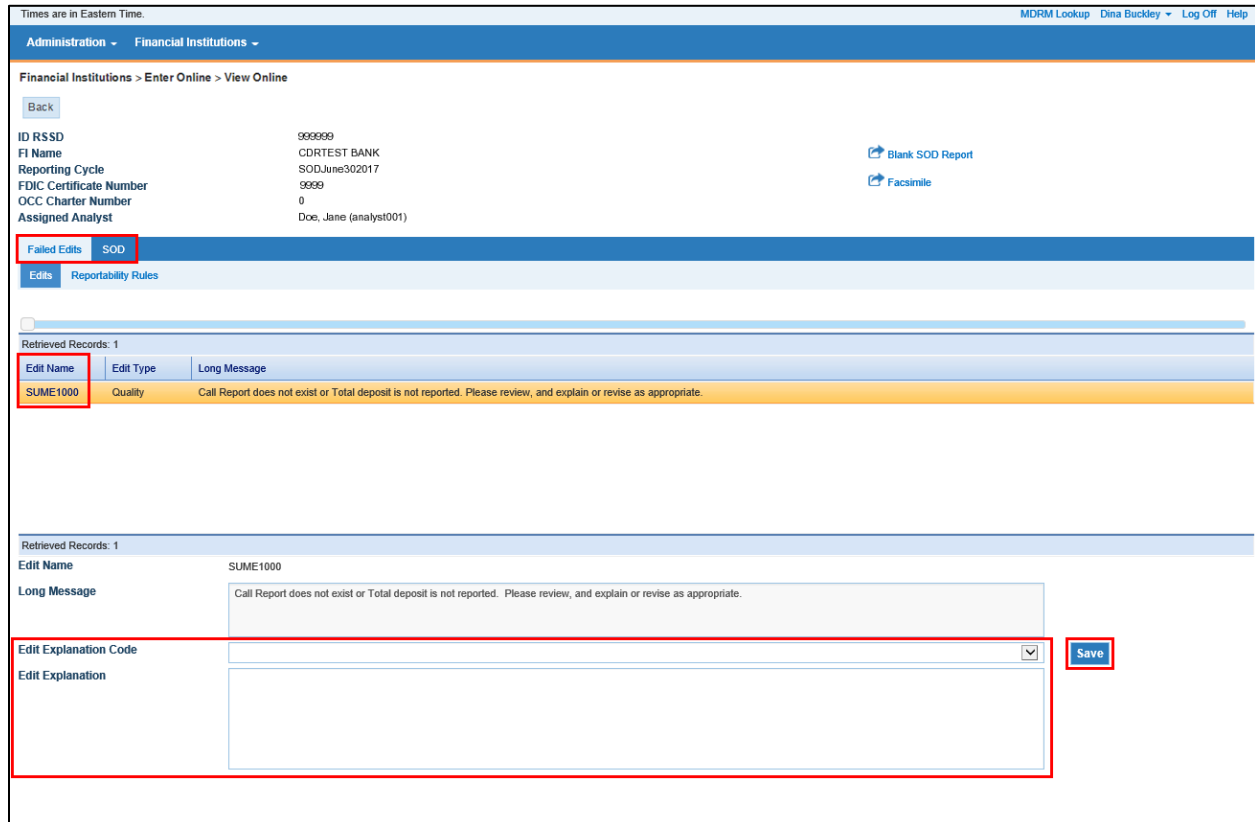 Times are in Eastern Time. MDRM Lookup Dina Buckley Log Off Help
Administration Financial Institutions
Financial Institutions > Enter Online > View Online
Back
ID RSSD 999999
FI Name CDRTEST BANK
Blank SOD Report
Reporting Cycle SODJune302017
FDIC Certificate Number 9999
Facsimile
OCC Charter Number 0
Assigned Analyst Doe, Jane (analyst001)
Failed Edits SOD
Edits Reportability Rules
Retrieved Records: 1
Edit Name Edit Type Long Message
SUME1000 Quality Call Report does not exist or Total deposit is not reported. Please review, and explain or revise as appropriate.
Retrieved Records: 1
Edit Name SUME1000
Long Message Call Report does not exist or Total deposit is not reported. Please review, and explain or revise as appropriate.
Edit Explanation Code Save
Edit Explanation